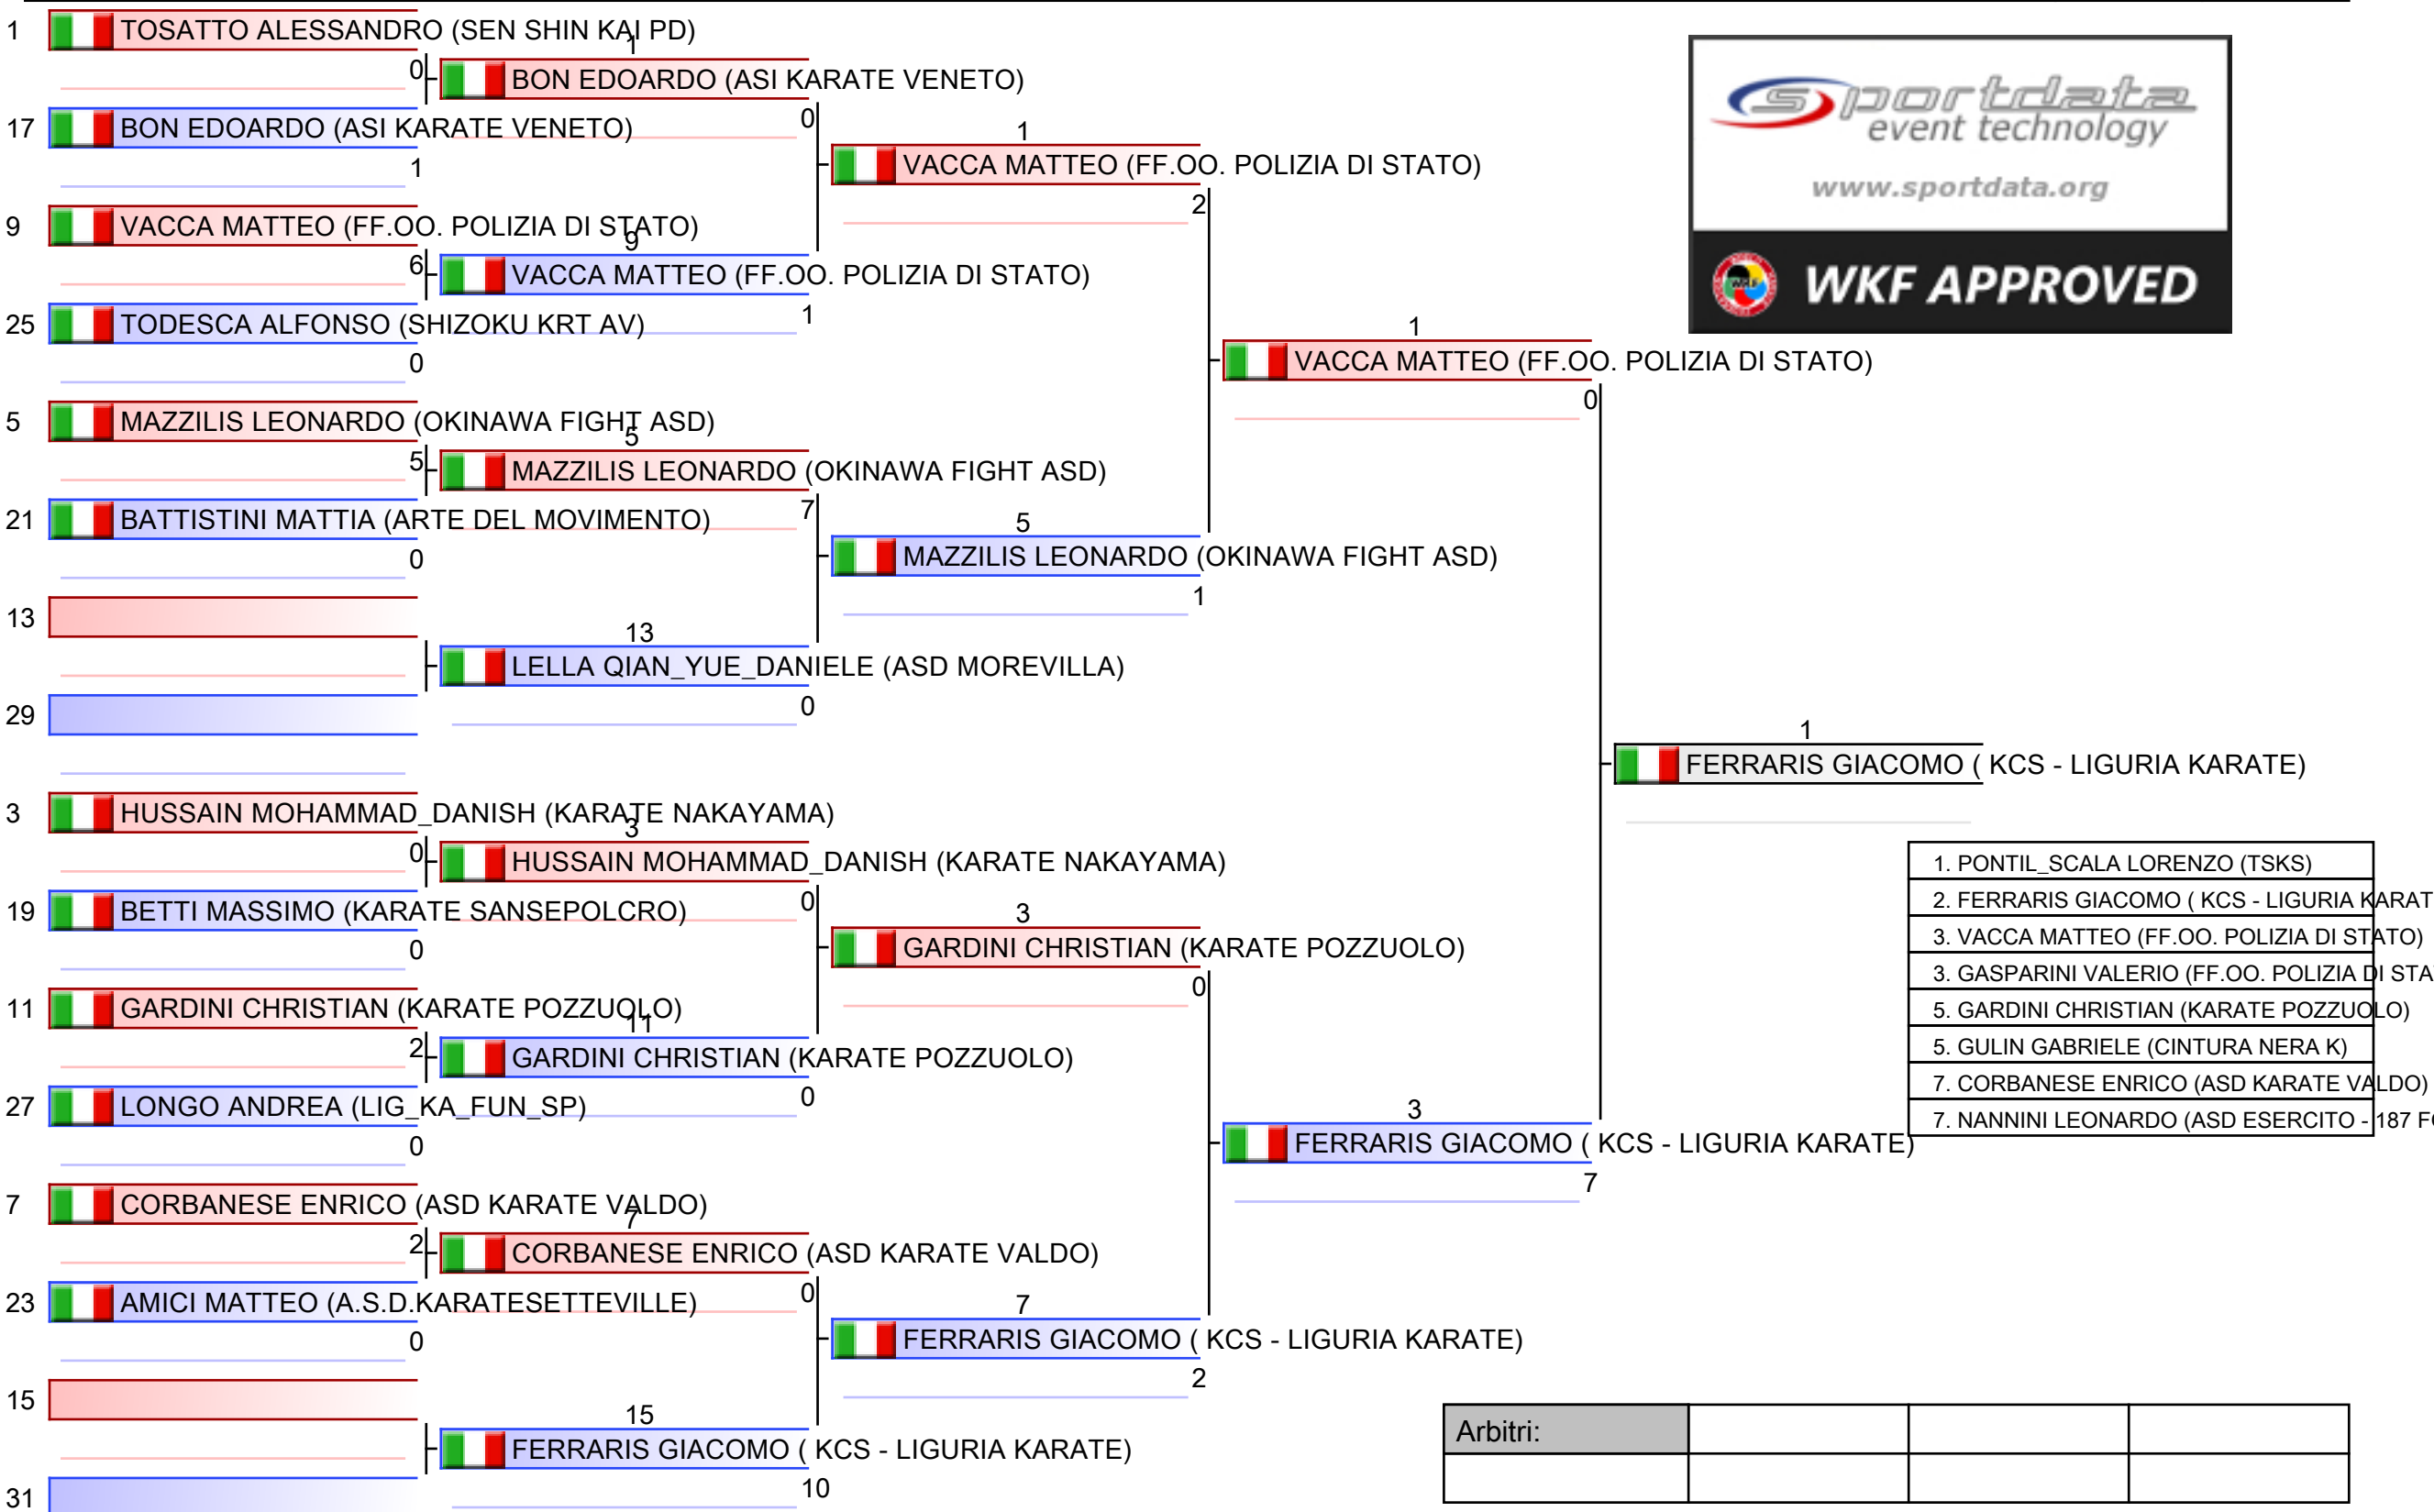 1 TOSATTO ALESSANDRO (SEN SHIN KAI PD)
1
0 BON EDOARDO (ASI KARATE VENETO)
17 BON EDOARDO (ASI KARATE VENETO)
0
1
1
VACCA MATTEO (FF.OO. POLIZIA DI STATO)
2
9 VACCA MATTEO (FF.OO. POLIZIA DI STATO)
9
6 VACCA MATTEO (FF.OO. POLIZIA DI STATO)
25 TODESCA ALFONSO (SHIZOKU KRT AV)
1
0
1
VACCA MATTEO (FF.OO. POLIZIA DI STATO)
0
5 MAZZILIS LEONARDO (OKINAWA FIGHT ASD)
5
5 MAZZILIS LEONARDO (OKINAWA FIGHT ASD)
21 BATTISTINI MATTIA (ARTE DEL MOVIMENTO)
7
0
5
MAZZILIS LEONARDO (OKINAWA FIGHT ASD)
1
13
13
LELLA QIAN_YUE_DANIELE (ASD MOREVILLA)
29
0
1
FERRARIS GIACOMO ( KCS - LIGURIA KARATE)
3 HUSSAIN MOHAMMAD_DANISH (KARATE NAKAYAMA)
3
0 HUSSAIN MOHAMMAD_DANISH (KARATE NAKAYAMA)
19 BETTI MASSIMO (KARATE SANSEPOLCRO)
0
0
3
GARDINI CHRISTIAN (KARATE POZZUOLO)
0
11 GARDINI CHRISTIAN (KARATE POZZUOLO)
11
2 GARDINI CHRISTIAN (KARATE POZZUOLO)
27 LONGO ANDREA (LIG_KA_FUN_SP)
0
0
3
FERRARIS GIACOMO ( KCS - LIGURIA KARATE)
7
7 CORBANESE ENRICO (ASD KARATE VALDO)
7
2 CORBANESE ENRICO (ASD KARATE VALDO)
23 AMICI MATTEO (A.S.D.KARATESETTEVILLE)
0
0
7
FERRARIS GIACOMO ( KCS - LIGURIA KARATE)
2
15
15
FERRARIS GIACOMO ( KCS - LIGURIA KARATE)
31
10
sportdata
event technology
www.sportdata.org
WKF
WKF APPROVED
1. PONTIL_SCALA LORENZO (TSKS)
2. FERRARIS GIACOMO ( KCS - LIGURIA KARAT
3. VACCA MATTEO (FF.OO. POLIZIA DI STATO)
3. GASPARINI VALERIO (FF.OO. POLIZIA DI STA
5. GARDINI CHRISTIAN (KARATE POZZUOLO)
5. GULIN GABRIELE (CINTURA NERA K)
7. CORBANESE ENRICO (ASD KARATE VALDO)
7. NANNINI LEONARDO (ASD ESERCITO - 187 F
Arbitri: